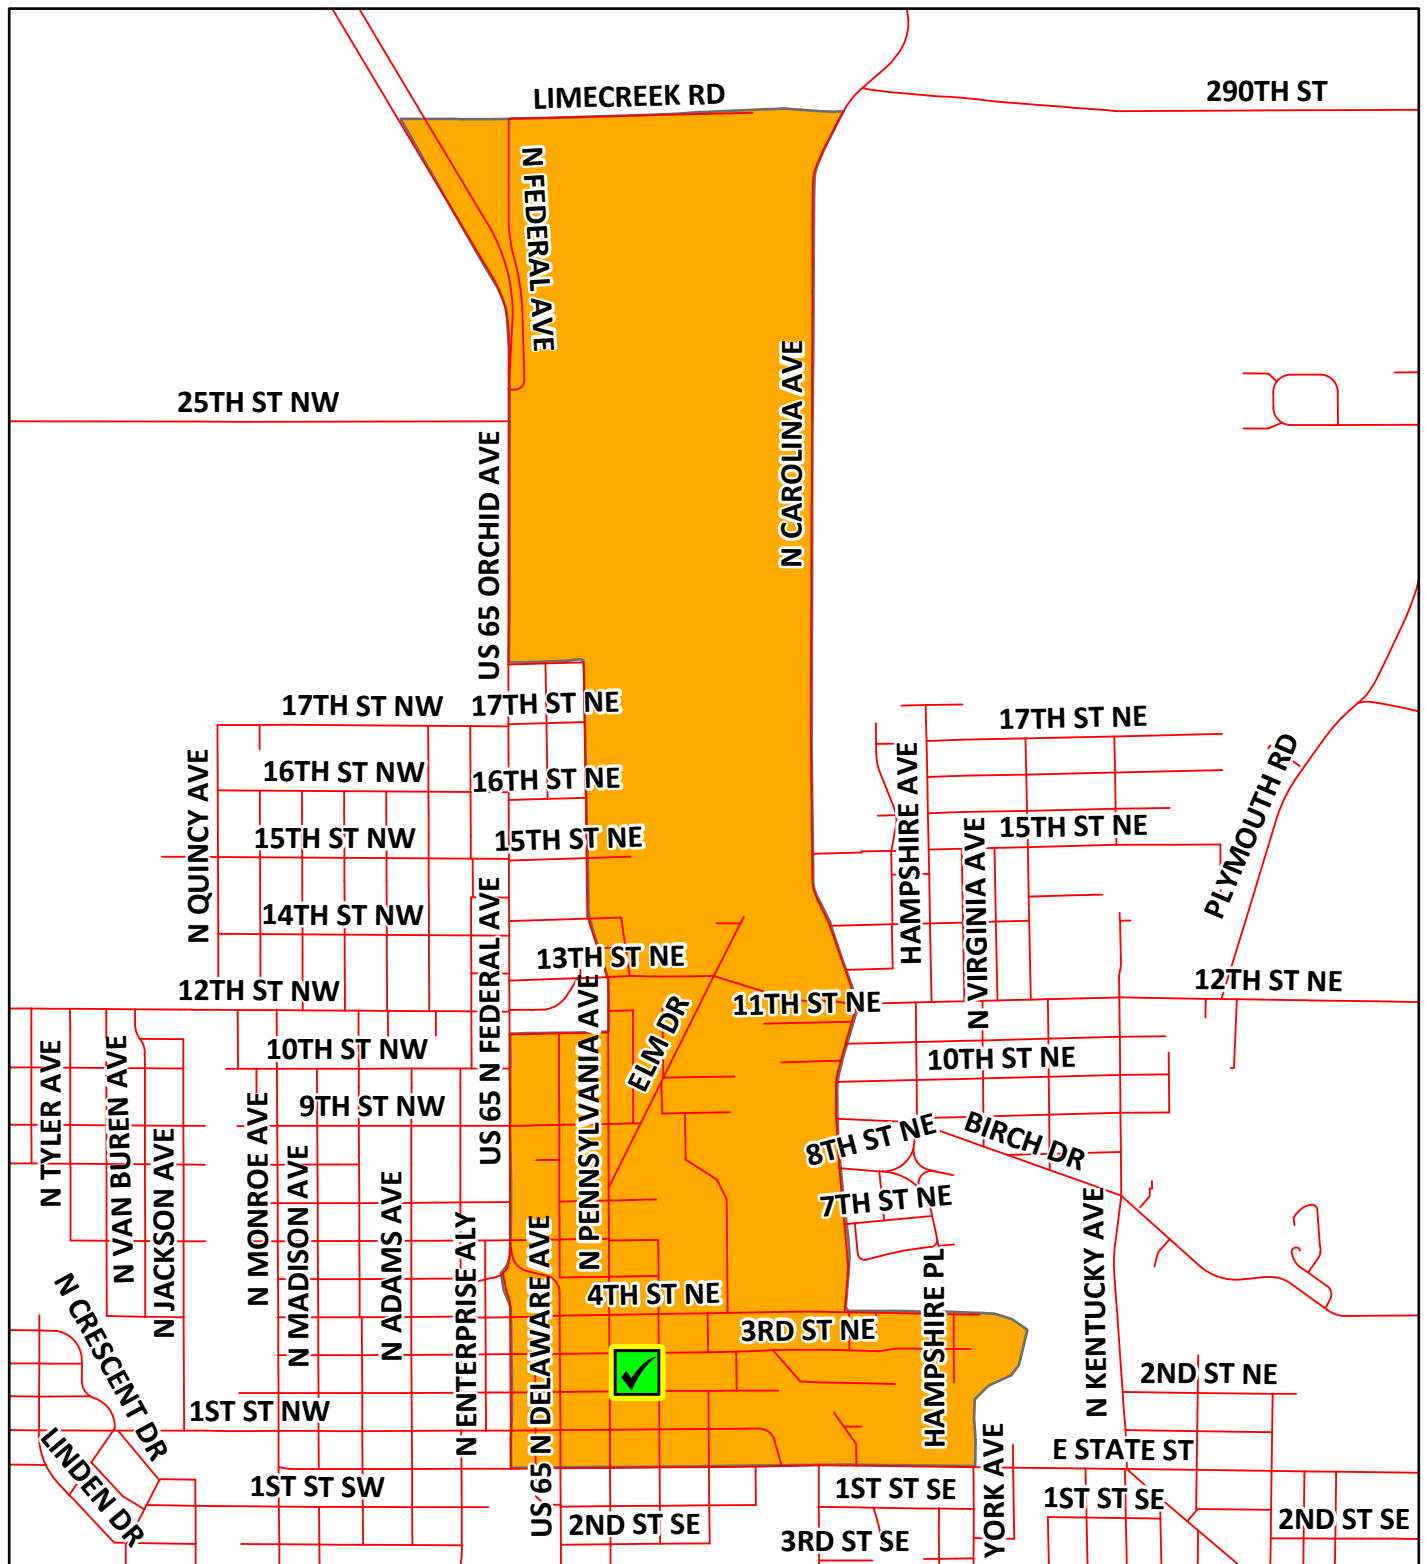 LIMECREEK RD
290TH ST
N FEDERAL AVE
25TH ST NW
N CAROLINA AVE
US 65 ORCHID AVE
17TH ST NW
17TH ST NE
17TH ST NE
16TH ST NW
16TH ST NE
N QUINCY AVE
HAMPSHIRE AVE
PLYMOUTH RD
15TH ST NW
15TH ST NE
15TH ST NE
N VIRGINIA AVE
14TH ST NW
US 65 N FEDERAL AVE
13TH ST NE
12TH ST NW
12TH ST NE
11TH ST NE
N PENNSYLVANIA AVE
ELM DR
10TH ST NW
10TH ST NE
N TYLER AVE
N VAN BUREN AVE
N JACKSON AVE
9TH ST NW
N MONROE AVE
N MADISON AVE
N ADAMS AVE
8TH ST NE
BIRCH DR
7TH ST NE
N ENTERPRISE ALY
US 65 N DELAWARE AVE
N KENTUCKY AVE
HAMPSHIRE PL
4TH ST NE
3RD ST NE
N CRESCENT DR
2ND ST NE
1ST ST NW
LINDEN DR
E STATE ST
YORK AVE
1ST ST SW
1ST ST SE
1ST ST SE
2ND ST SE
2ND ST SE
3RD ST SE